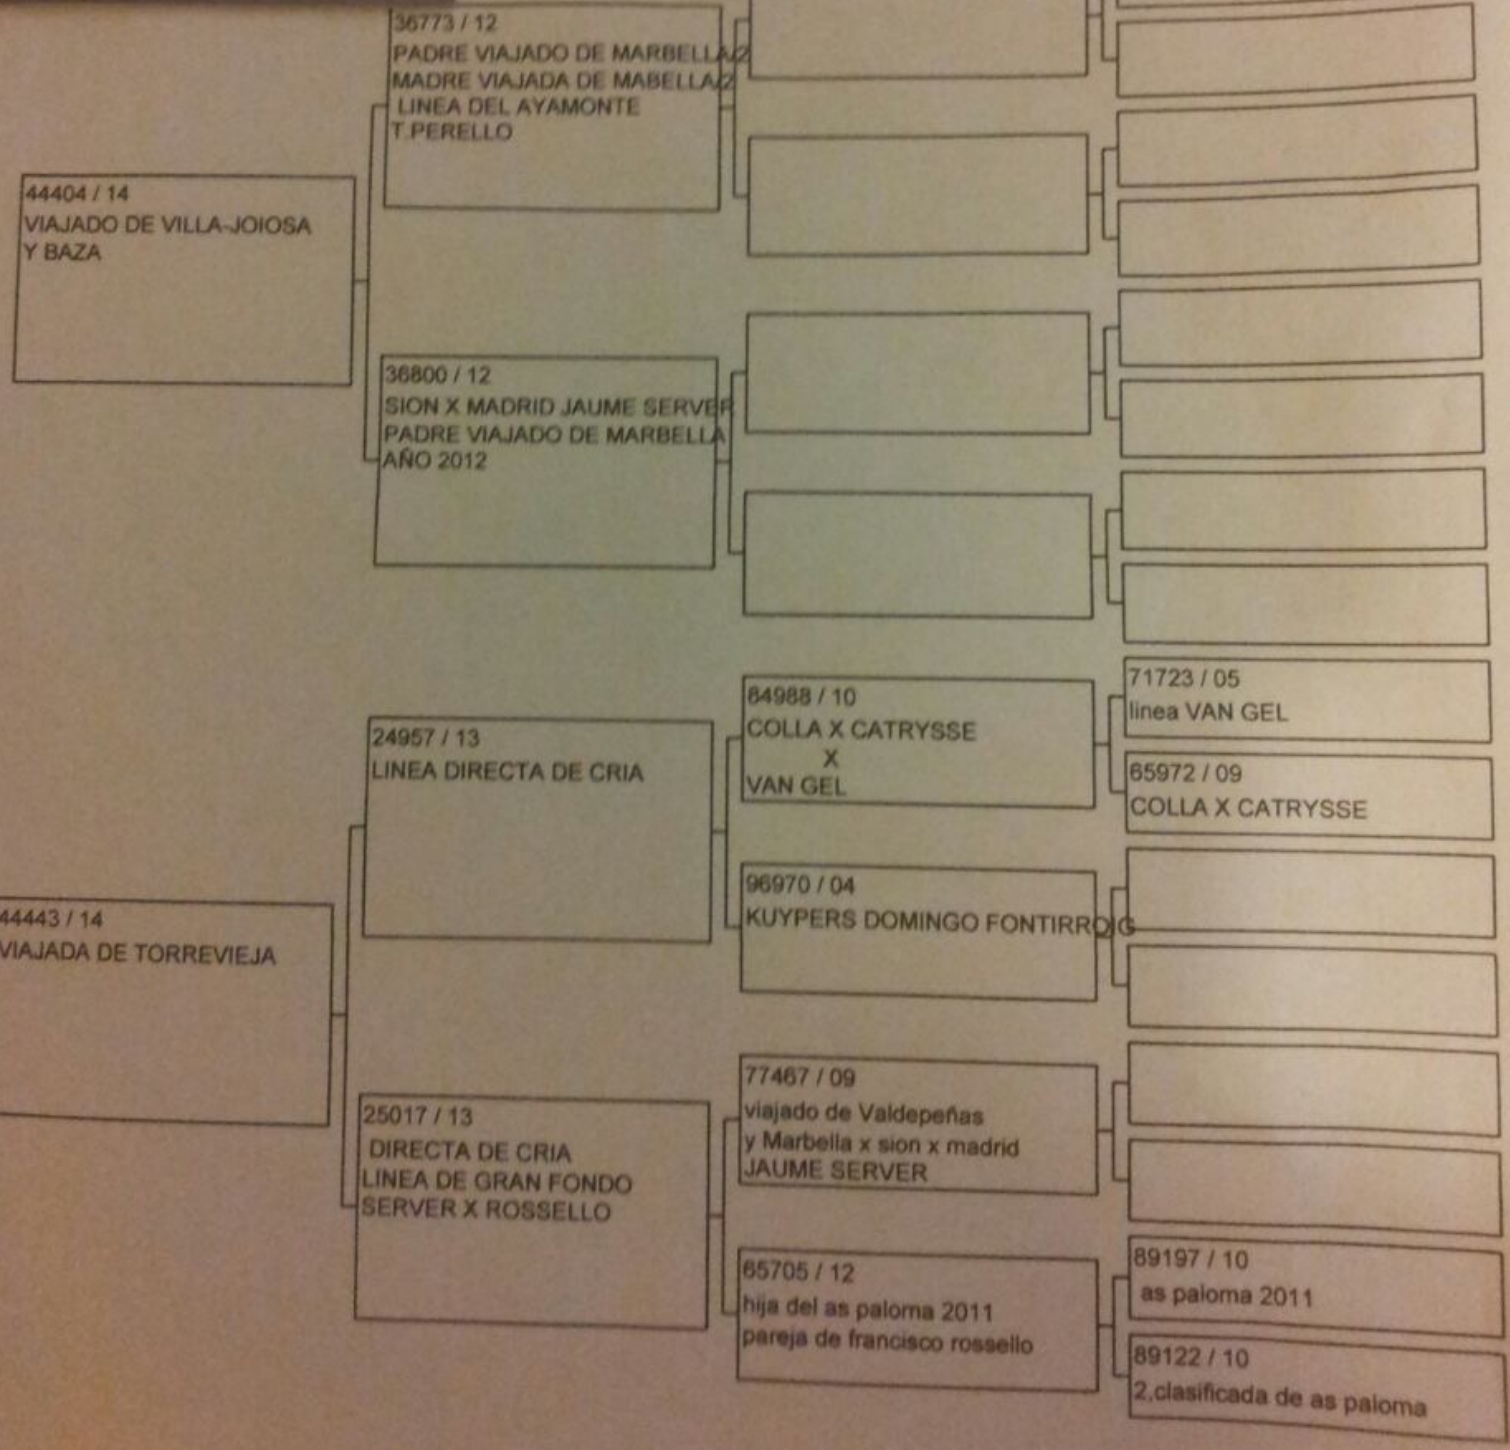 36773 / 12
PADRE VIAJADO DE MARBELLA/2
MADRE VIAJADA DE MABELLA/2
LINEA DEL AYAMONTE
T.PERELLO
44404 / 14
VIAJADO DE VILLA-JOIOSA
Y BAZA
36800 / 12
SION X MADRID JAUME SERVER
PADRE VIAJADO DE MARBELLA
AÑO 2012
24957 / 13
LINEA DIRECTA DE CRIA
84988 / 10
COLLA X CATRYSSE
X
VAN GEL
71723 / 05
linea VAN GEL
65972 / 09
COLLA X CATRYSSE
96970 / 04
KUYPERS DOMINGO FONTIRROIG
44443 / 14
VIAJADA DE TORREVIEJA
25017 / 13
DIRECTA DE CRIA
LINEA DE GRAN FONDO
SERVER X ROSSELLO
77467 / 09
viajado de Valdepeñas
y Marbella x sion x madrid
JAUME SERVER
65705 / 12
hija del as paloma 2011
pareja de francisco rossello
89197 / 10
as paloma 2011
89122 / 10
2,clasificada de as paloma